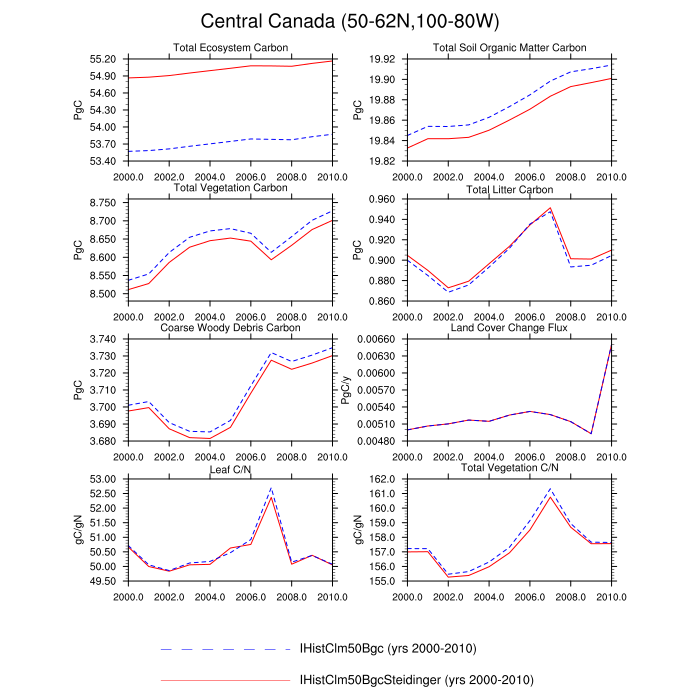 Central Canada (50-62N,100-80W)
Total Ecosystem Carbon
PgC
55.20
54.90
54.60
54.30
54.00
53.70
53.40
2000.0 2002.0 2004.0 2006.0 2008.0 2010.0
Total Soil Organic Matter Carbon
PgC
19.92
19.90
19.88
19.86
19.84
19.82
2000.0 2002.0 2004.0 2006.0 2008.0 2010.0
Total Vegetation Carbon
PgC
8.750
8.700
8.650
8.600
8.550
8.500
2000.0 2002.0 2004.0 2006.0 2008.0 2010.0
Total Litter Carbon
PgC
0.960
0.940
0.920
0.900
0.880
0.860
2000.0 2002.0 2004.0 2006.0 2008.0 2010.0
Coarse Woody Debris Carbon
PgC
3.740
3.730
3.720
3.710
3.700
3.690
3.680
2000.0 2002.0 2004.0 2006.0 2008.0 2010.0
Land Cover Change Flux
PgC/y
0.00660
0.00630
0.00600
0.00570
0.00540
0.00510
0.00480
2000.0 2002.0 2004.0 2006.0 2008.0 2010.0
Leaf C/N
gC/gN
53.00
52.50
52.00
51.50
51.00
50.50
50.00
49.50
2000.0 2002.0 2004.0 2006.0 2008.0 2010.0
Total Vegetation C/N
gC/gN
162.0
161.0
160.0
159.0
158.0
157.0
156.0
155.0
2000.0 2002.0 2004.0 2006.0 2008.0 2010.0
IHistClm50Bgc (yrs 2000-2010)
IHistClm50BgcSteidinger (yrs 2000-2010)